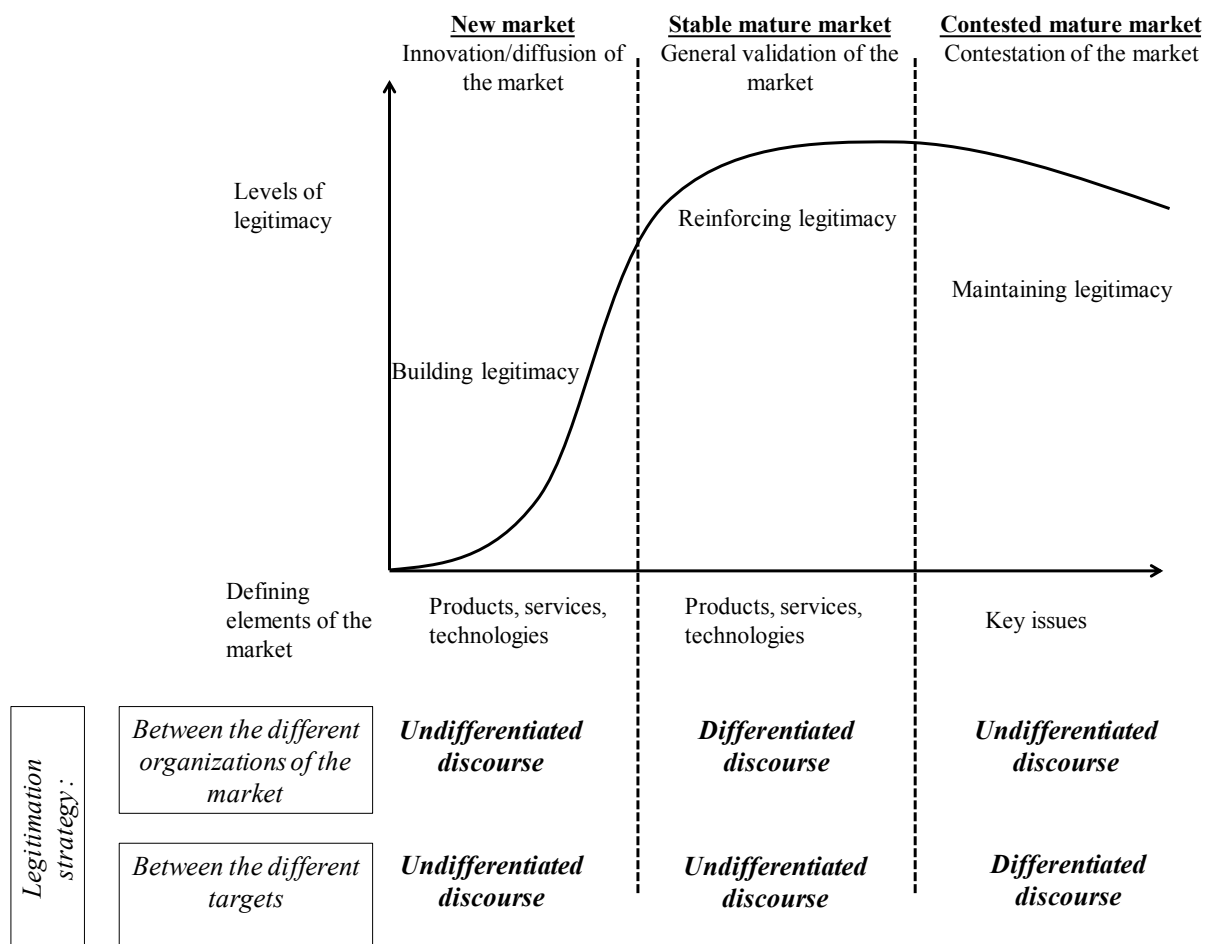 New market
Innovation/diffusion of
the market
Stable mature market
General validation of the
market
Contested mature market
Contestation of the market
Levels of
legitimacy
Reinforcing legitimacy
Maintaining legitimacy
Building legitimacy
Defining
elements of the
market
Products, services,
technologies
Products, services,
technologies
Key issues
Legitimation
strategy :
Between the different
organizations of the
market
Undifferentiated
discourse
Differentiated
discourse
Undifferentiated
discourse
Between the different
targets
Undifferentiated
discourse
Undifferentiated
discourse
Differentiated
discourse